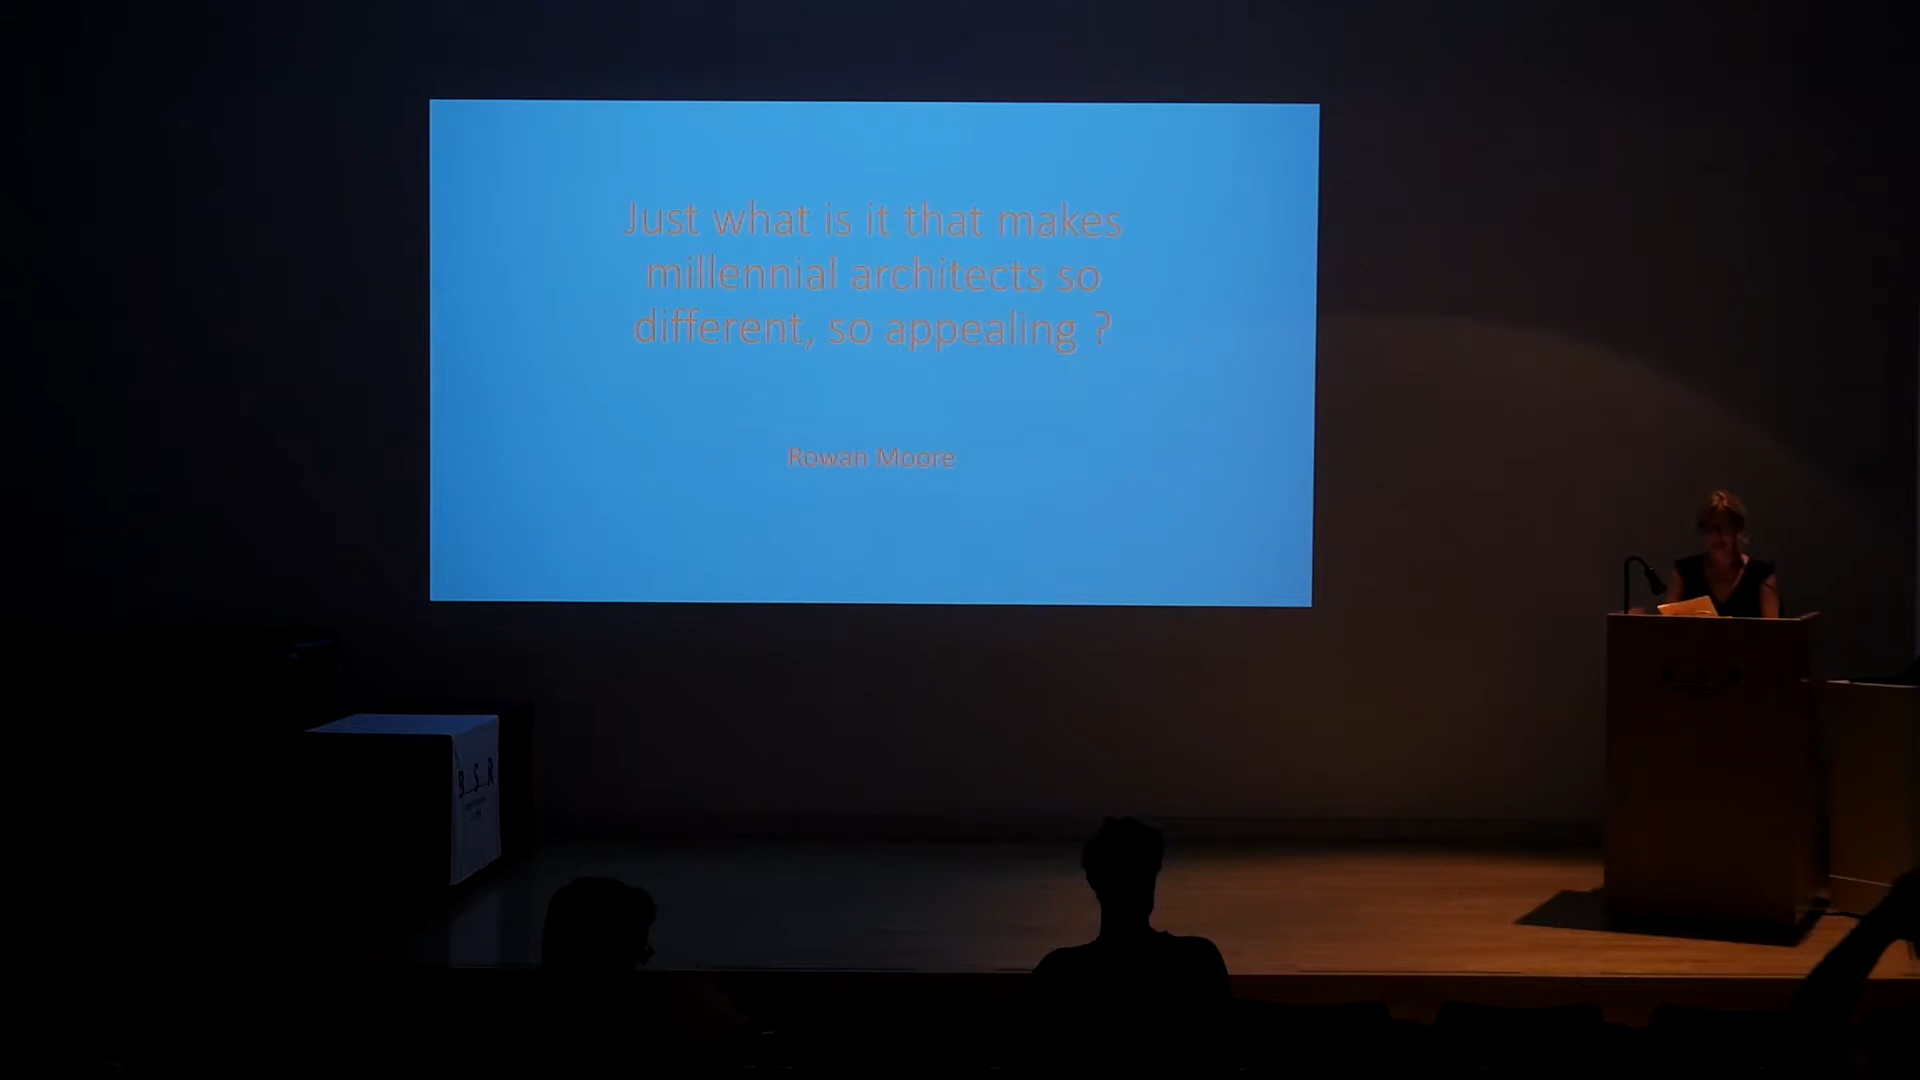 Just what is it that makes
millennial architects so
different, so appealing ?
Rowan Moore
B S R